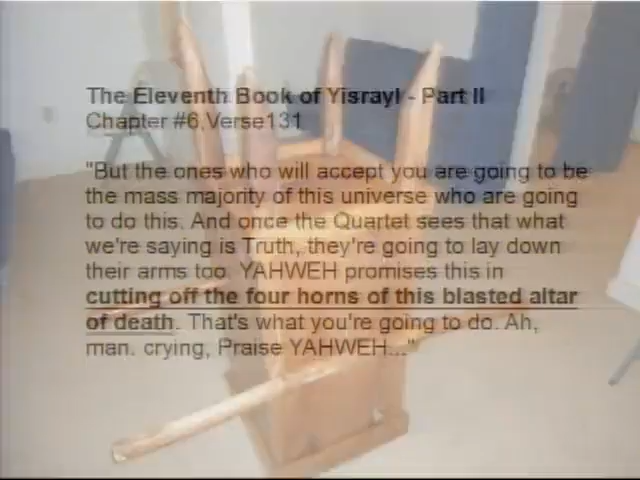 The Eleventh Book of Yisrayl - Part II
Chapter #6,Verse131
"But the ones who will accept you are going to be
the mass majority of this universe who are going
to do this. And once the Quartet sees that what
we're saying is Truth, they're going to lay down
their arms too. YAHWEH promises this in
cutting off the four horns of this blasted altar
of death. That's what you're going to do. Ah,
man. crying, Praise YAHWEH..."